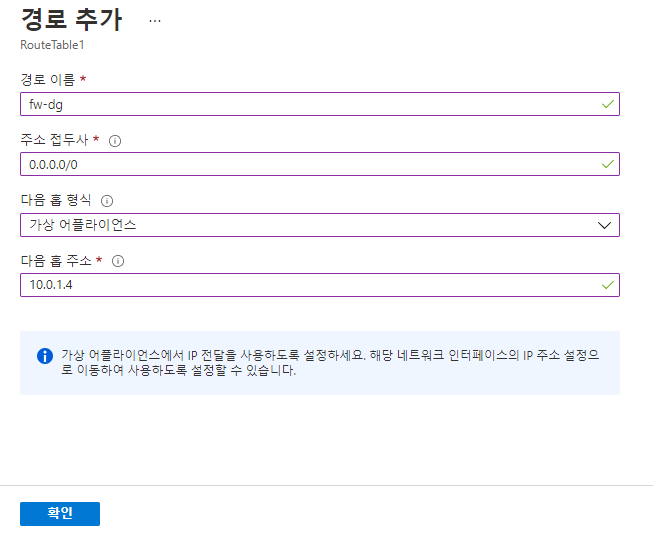 경로 추가 ...
RouteTable1
경로 이름 *
fw-dg
주소 접두사 *
0.0.0.0/0
다음 홉 형식
가상 어플라이언스
다음 홉 주소 *
10.0.1.4
가상 어플라이언스에서 IP 전달을 사용하도록 설정하세요. 해당 네트워크 인터페이스의 IP 주소 설정으
로 이동하여 사용하도록 설정할 수 있습니다.
확인